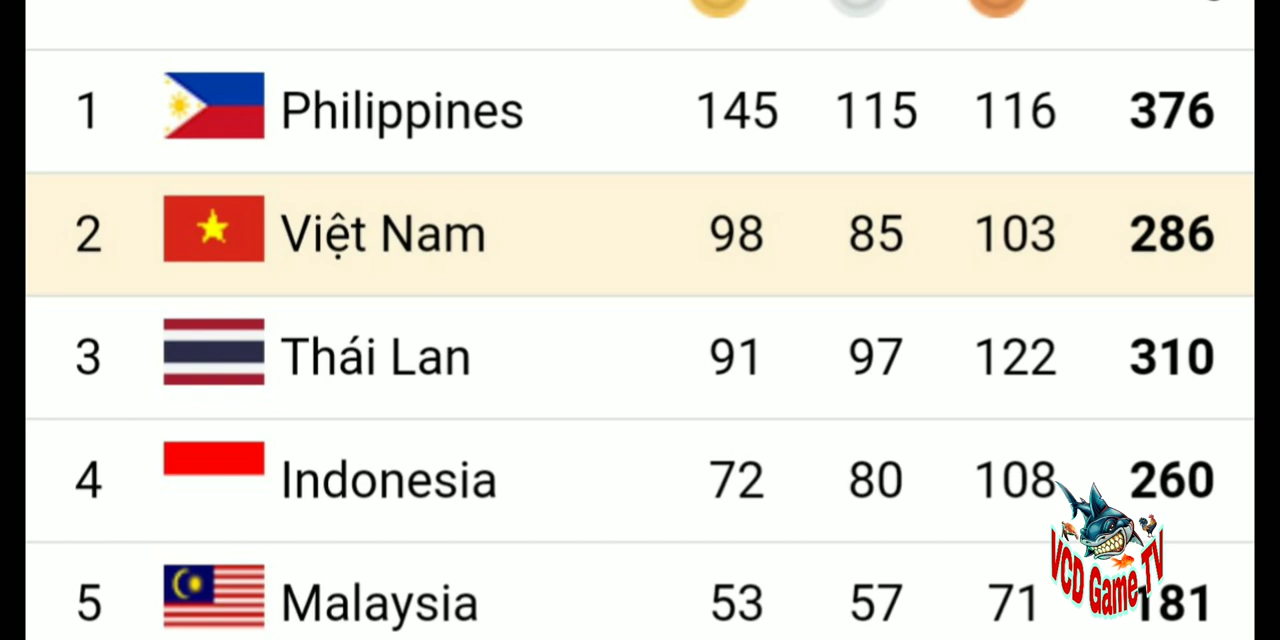 1 Philippines 145 115 116 376
2 Việt Nam 98 85 103 286
3 Thái Lan 91 97 122 310
4 Indonesia 72 80 108 260
5 Malaysia 53 57 71 181
VCD Game TV